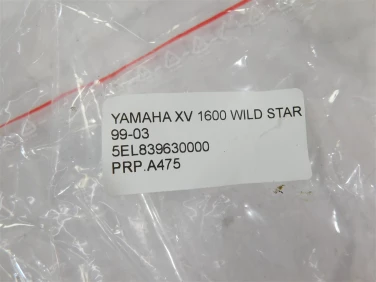 YAMAHA XV 1600 WILD STAR
99-03
5EL839630000
PRP.A475